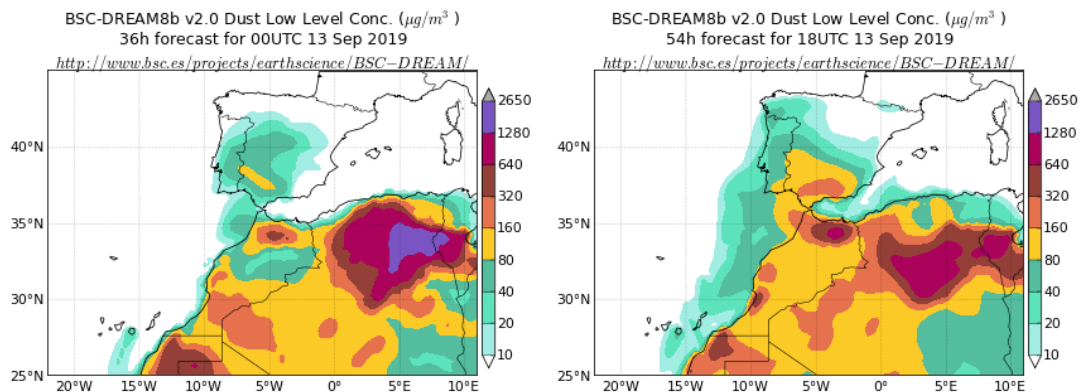 BSC-DREAM8b v2.0 Dust Low Level Conc. (μg/m³ )
36h forecast for 00UTC 13 Sep 2019
http://www.bsc.es/projects/earthscience/BSC−DREAM/
40°N
35°N
30°N
25°N
20°W 15°W 10°W 5°W 0° 5°E 10°E
2650
1280
640
320
160
80
40
20
10
BSC-DREAM8b v2.0 Dust Low Level Conc. (μg/m³ )
54h forecast for 18UTC 13 Sep 2019
http://www.bsc.es/projects/earthscience/BSC−DREAM/
40°N
35°N
30°N
25°N
20°W 15°W 10°W 5°W 0° 5°E 10°E
2650
1280
640
320
160
80
40
20
10